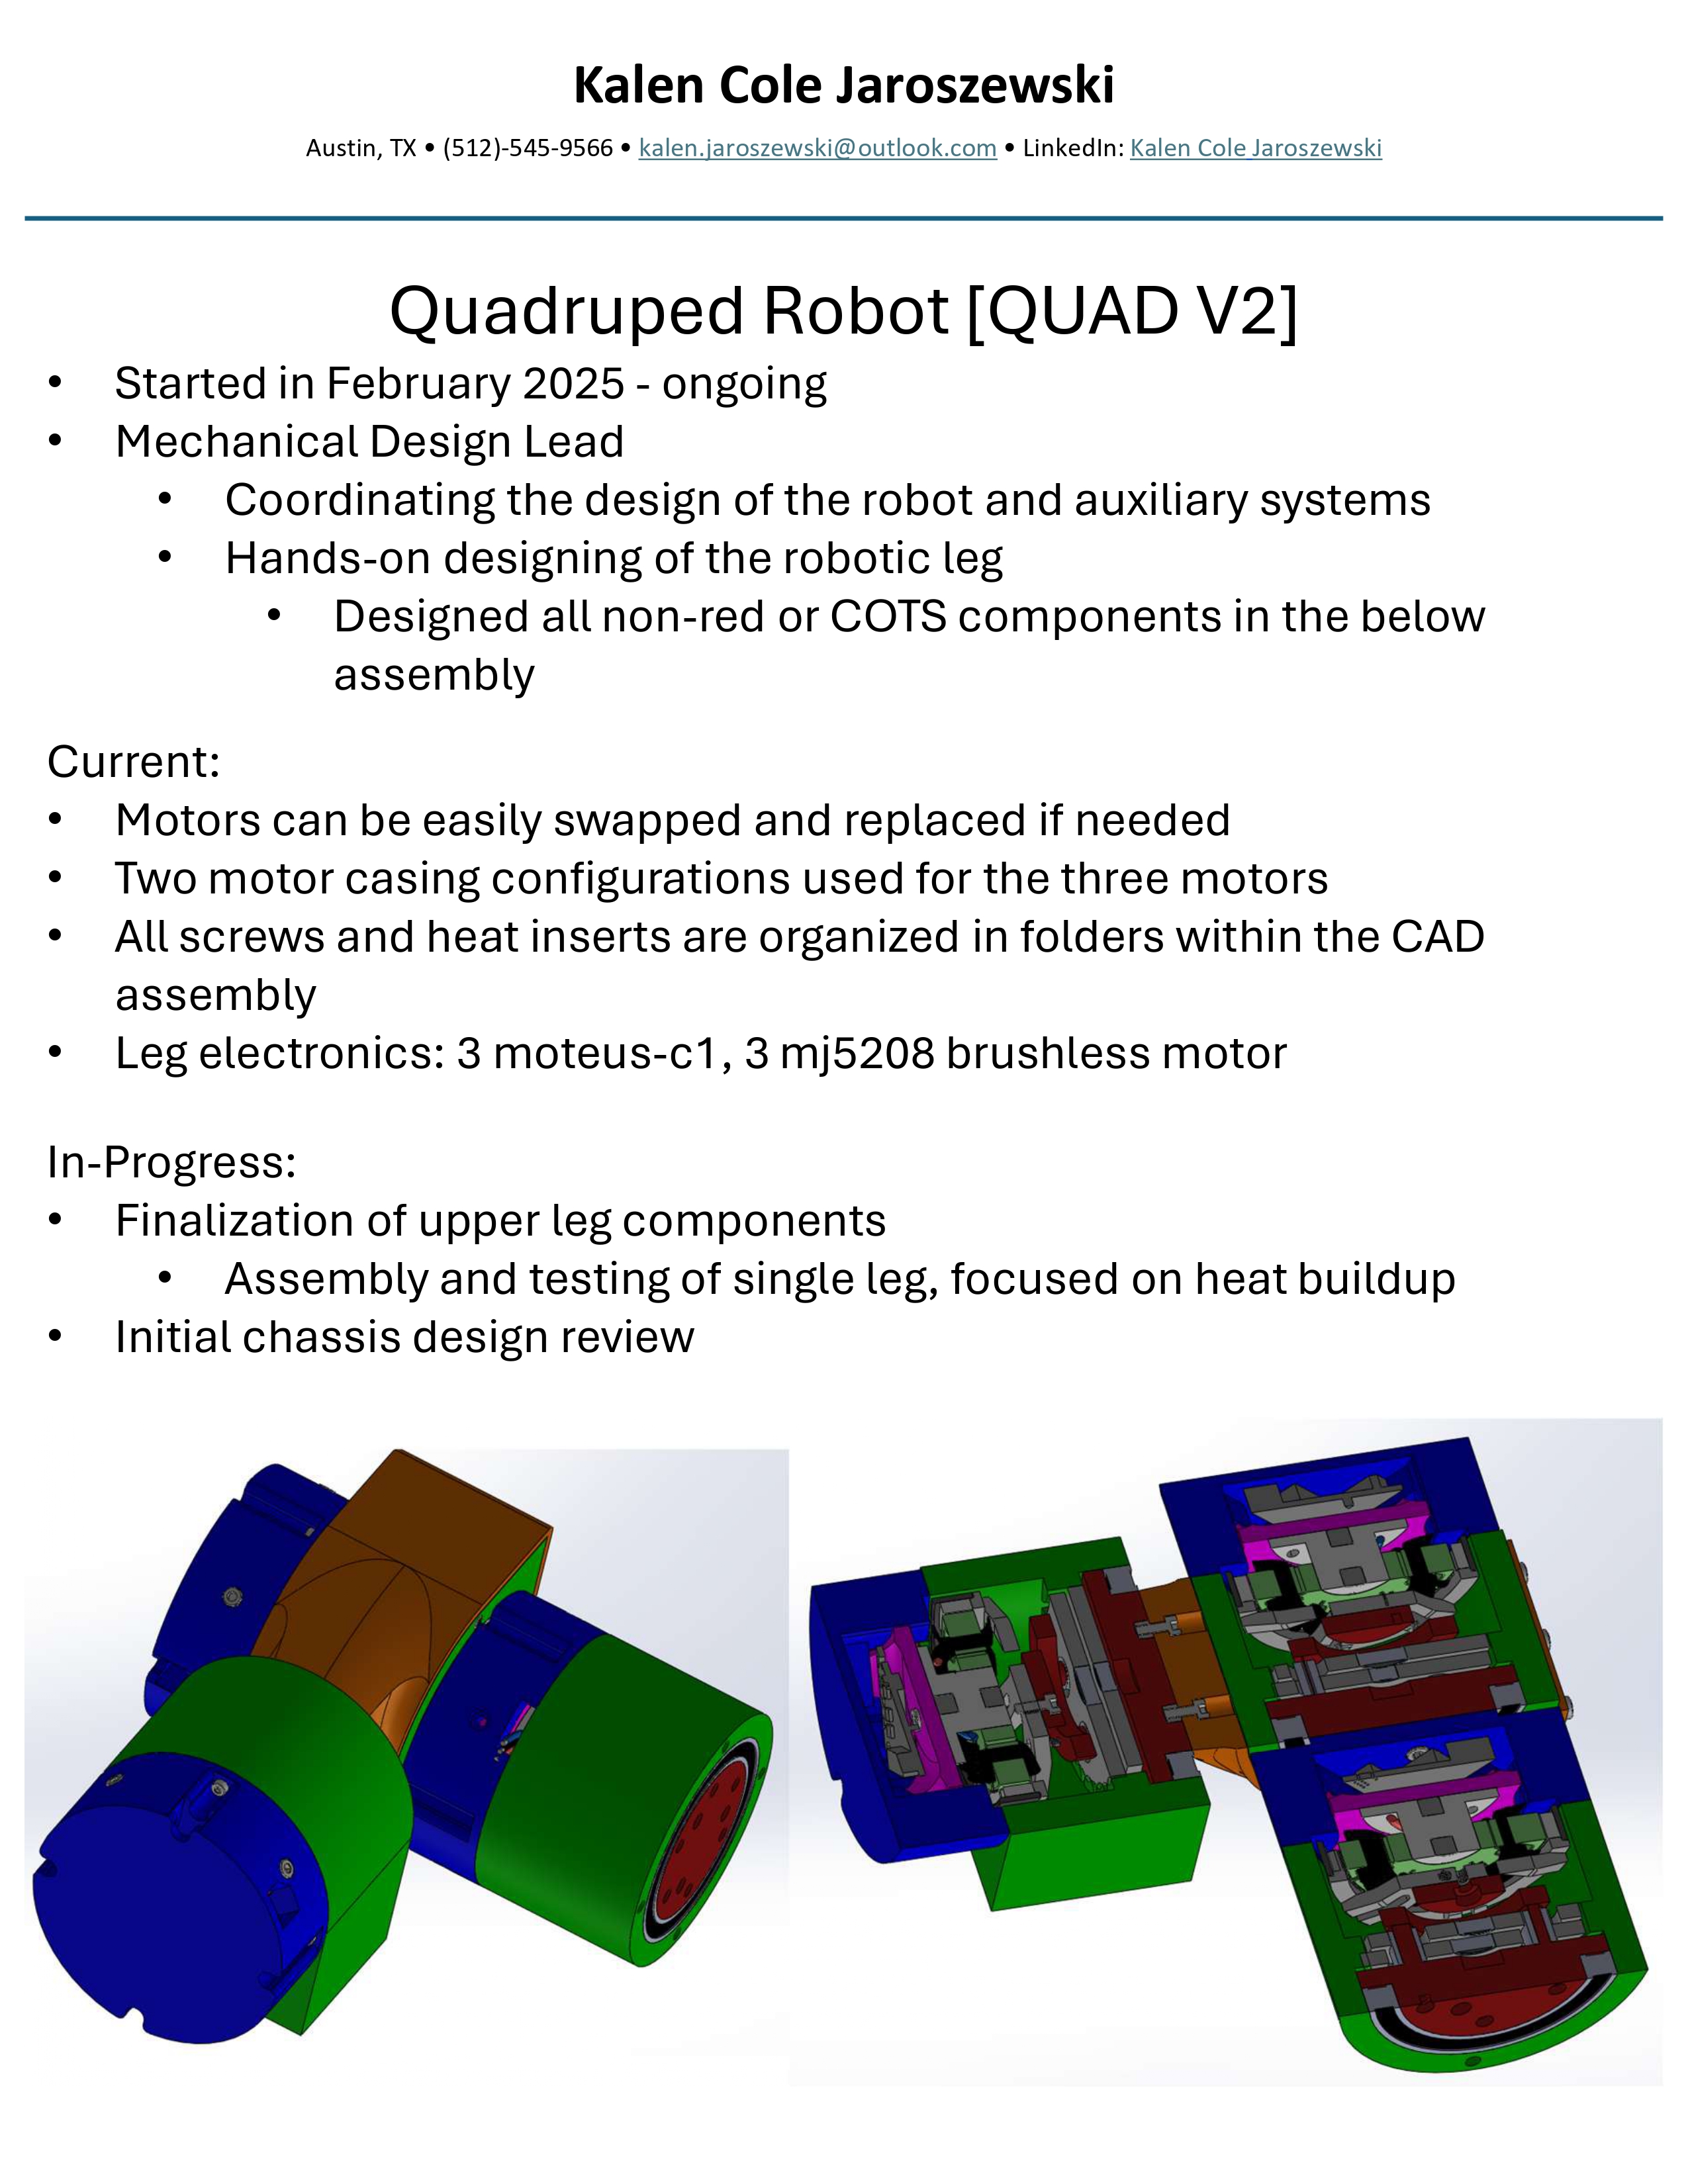 Kalen Cole Jaroszewski
Austin, TX • (512)-545-9566 • kalen.jaroszewski@outlook.com • LinkedIn: Kalen Cole Jaroszewski
Quadruped Robot [QUAD V2]
• Started in February 2025 - ongoing
• Mechanical Design Lead
• Coordinating the design of the robot and auxiliary systems
• Hands-on designing of the robotic leg
• Designed all non-red or COTS components in the below
assembly
Current:
• Motors can be easily swapped and replaced if needed
• Two motor casing configurations used for the three motors
• All screws and heat inserts are organized in folders within the CAD
assembly
• Leg electronics: 3 moteus-c1, 3 mj5208 brushless motor
In-Progress:
• Finalization of upper leg components
• Assembly and testing of single leg, focused on heat buildup
• Initial chassis design review